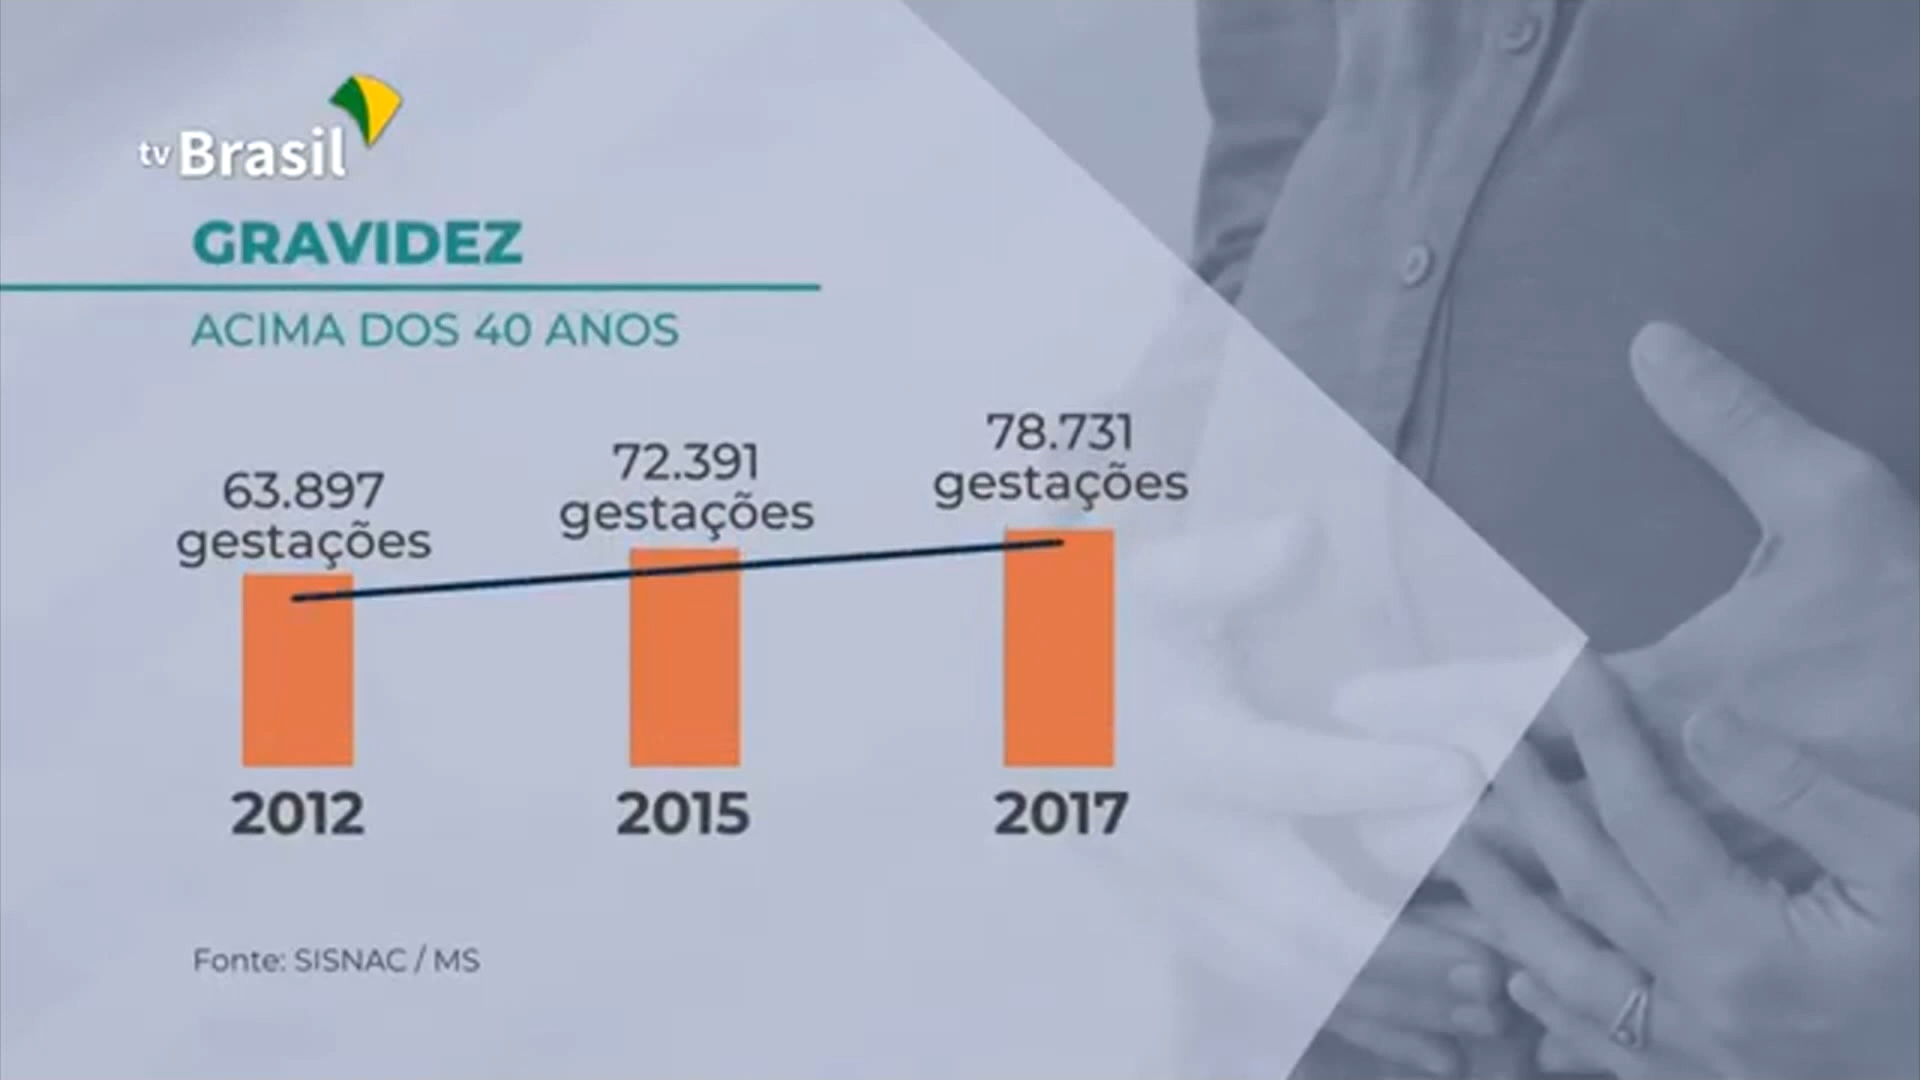 tv Brasil
GRAVIDEZ
ACIMA DOS 40 ANOS
63.897
gestações
72.391
gestações
78.731
gestações
2012
2015
2017
Fonte: SISNAC / MS